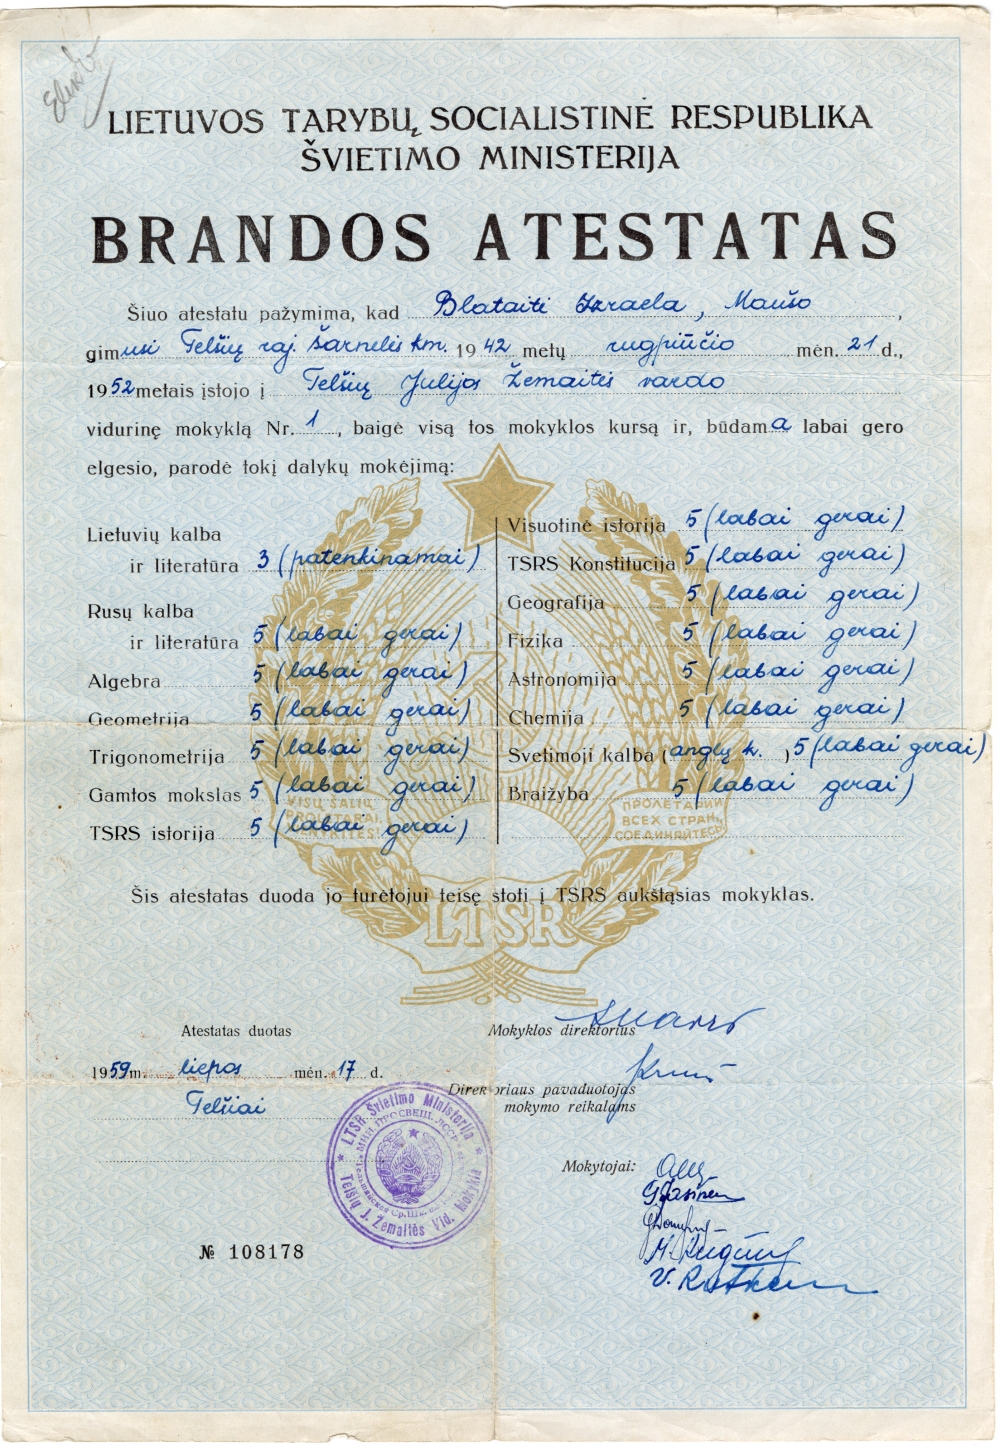 LIETUVOS TARYBŲ SOCIALISTINĖ RESPUBLIKA
ŠVIETIMO MINISTERIJA
BRANDOS ATESTATAS
Šiuo atestatu pažymima, kad Blataitė Izraela, Maušo,
gimusi Telšių raj. Šarnelės km. 1942 metų rugpiūčio mėn. 21 d.,
1952 metais įstojo į Telšių Julijos Žemaitės vardo
vidurinę mokyklą Nr. 1, baigė visą tos mokyklos kursą ir, būdama labai gero
elgesio, parodė tokį dalykų mokėjimą:
Lietuvių kalba
ir literatūra 3 (patenkinamai)
Rusų kalba
ir literatūra 5 (labai gerai)
Algebra 5 (labai gerai)
Geometrija 5 (labai gerai)
Trigonometrija 5 (labai gerai)
Gamtos mokslas 5 (labai gerai)
TSRS istorija 5 (labai gerai)
Visuotinė istorija 5 (labai gerai)
TSRS Konstitucija 5 (labai gerai)
Geografija 5 (labai gerai)
Fizika 5 (labai gerai)
Astronomija 5 (labai gerai)
Chemija 5 (labai gerai)
Svetimoji kalba (anglų k.) 5 (labai gerai)
Braižyba 5 (labai gerai)
VISŲ ŠALIŲ
PROLETARAI,
VIENYKITĖS!
ПРОЛЕТАРИИ
ВСЕХ СТРАН,
СОЕДИНЯЙТЕСЬ!
Šis atestatas duoda jo turėtojui teisę stoti į TSRS aukštąsias mokyklas.
LTSR
Atestatas duotas
1959 m. liepos mėn. 17 d.
Telšiai
Mokyklos direktorius
Direktoriaus pavaduotojas
mokymo reikalams
Mokytojai:
LTSR Švietimo Ministerija
Telšių J. Žemaitės Vid. Mokykla
№ 108178